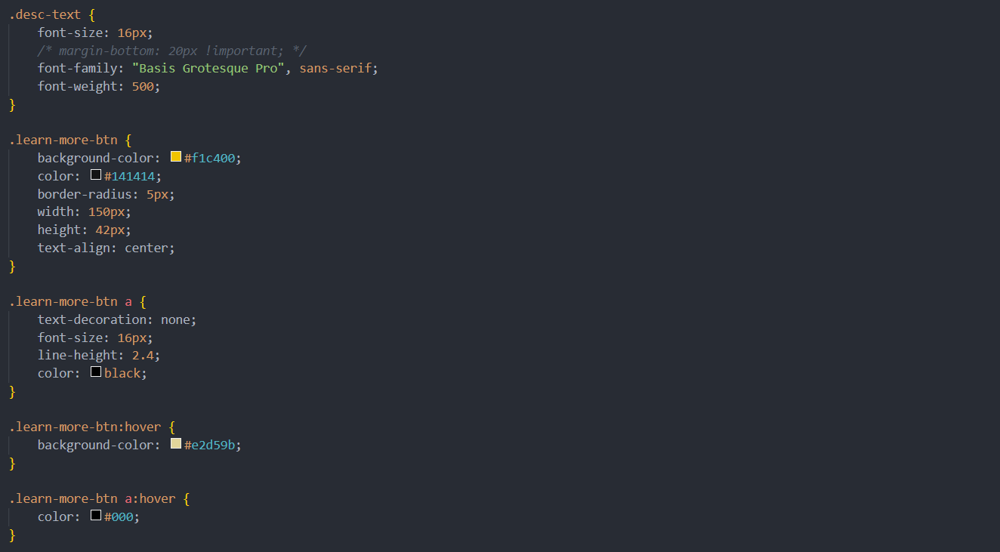 .desc-text {
    font-size: 16px;
    /* margin-bottom: 20px !important; */
    font-family: "Basis Grotesque Pro", sans-serif;
    font-weight: 500;
}

.learn-more-btn {
    background-color: #f1c400;
    color: #141414;
    border-radius: 5px;
    width: 150px;
    height: 42px;
    text-align: center;
}

.learn-more-btn a {
    text-decoration: none;
    font-size: 16px;
    line-height: 2.4;
    color: black;
}

.learn-more-btn:hover {
    background-color: #e2d59b;
}

.learn-more-btn a:hover {
    color: #000;
}